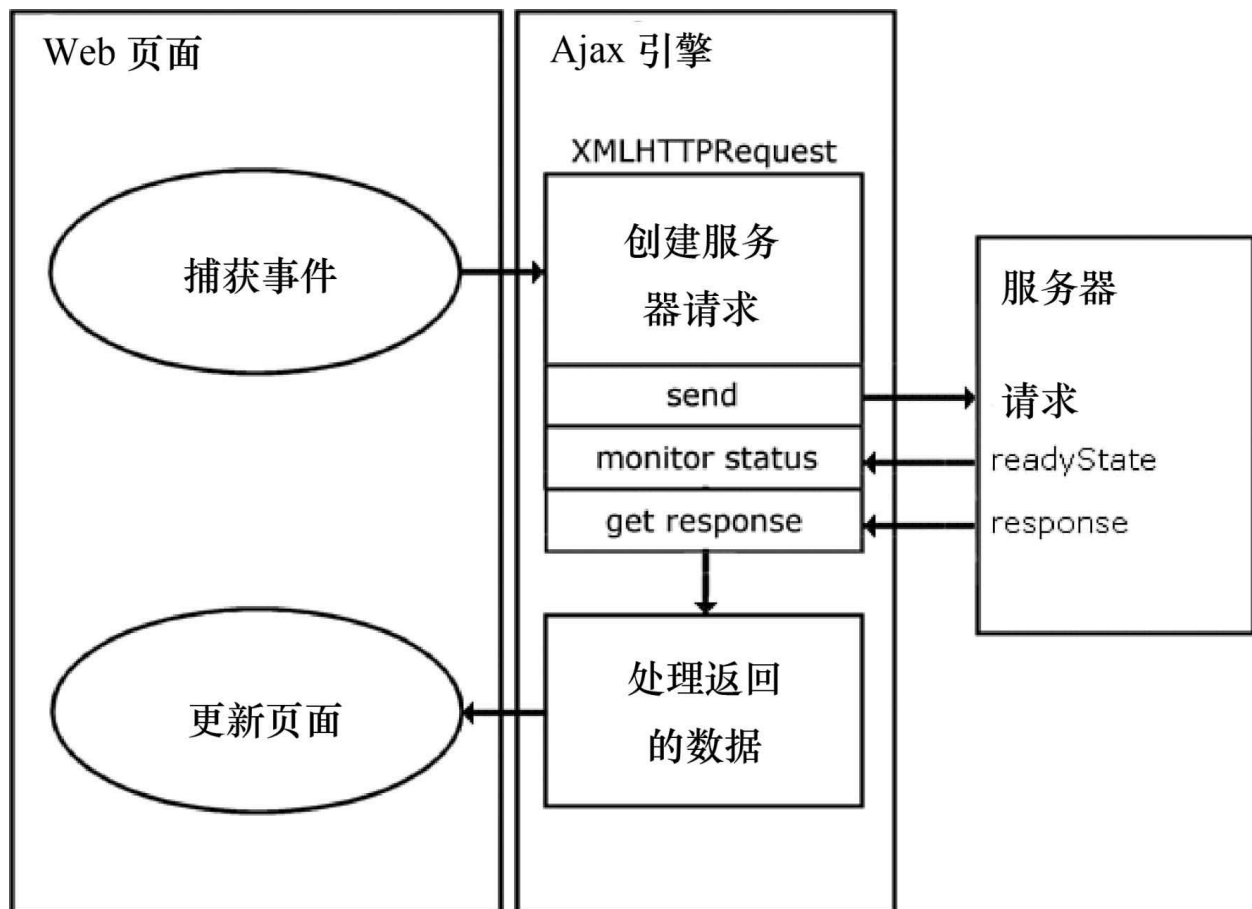 Web 页面
Ajax 引擎
XMLHTTPRequest
捕获事件
创建服务
器请求
服务器
send
请求
monitor status
readyState
get response
response
处理返回
的数据
更新页面